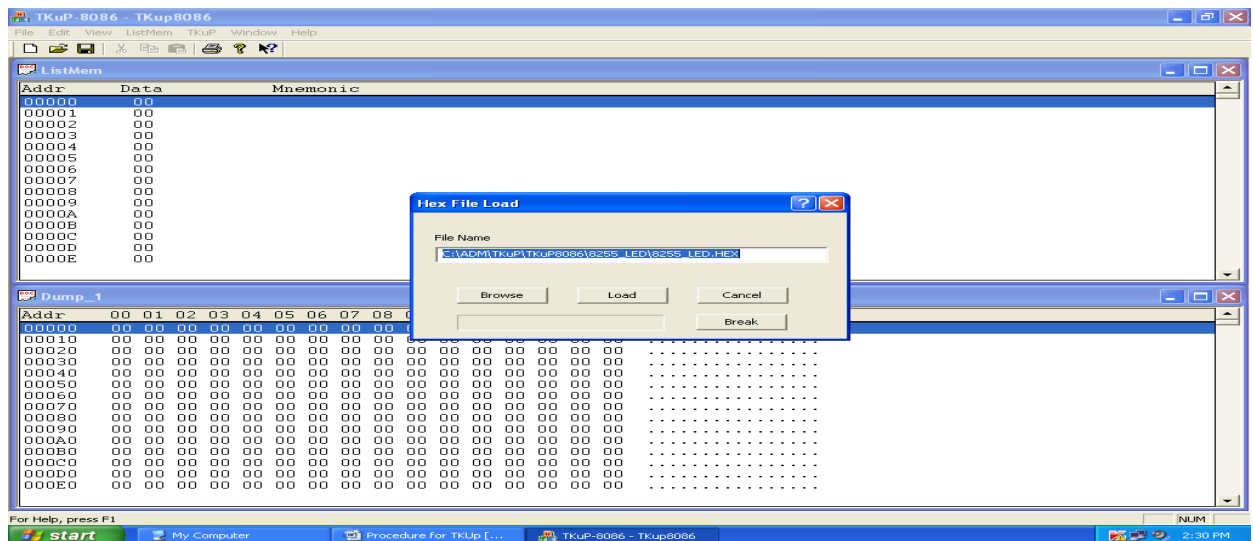 TKuP-8086 - TKup8086
File Edit View ListMem TKuP Window Help
ListMem
Addr Data Mnemonic
00000 00
00001 00
00002 00
00003 00
00004 00
00005 00
00006 00
00007 00
00008 00
00009 00
0000A 00
0000B 00
0000C 00
0000D 00
0000E 00
Hex File Load
File Name
C:\ADM\TKuP\TKuP8086\8255_LED\8255_LED.HEX
Browse Load Cancel
Break
Dump_1
Addr 00 01 02 03 04 05 06 07 08
00000 00 00 00 00 00 00 00 00 00
00010 00 00 00 00 00 00 00 00 00 00 00 00 00 00 00 00 ................
00020 00 00 00 00 00 00 00 00 00 00 00 00 00 00 00 00 ................
00030 00 00 00 00 00 00 00 00 00 00 00 00 00 00 00 00 ................
00040 00 00 00 00 00 00 00 00 00 00 00 00 00 00 00 00 ................
00050 00 00 00 00 00 00 00 00 00 00 00 00 00 00 00 00 ................
00060 00 00 00 00 00 00 00 00 00 00 00 00 00 00 00 00 ................
00070 00 00 00 00 00 00 00 00 00 00 00 00 00 00 00 00 ................
00080 00 00 00 00 00 00 00 00 00 00 00 00 00 00 00 00 ................
00090 00 00 00 00 00 00 00 00 00 00 00 00 00 00 00 00 ................
000A0 00 00 00 00 00 00 00 00 00 00 00 00 00 00 00 00 ................
000B0 00 00 00 00 00 00 00 00 00 00 00 00 00 00 00 00 ................
000C0 00 00 00 00 00 00 00 00 00 00 00 00 00 00 00 00 ................
000D0 00 00 00 00 00 00 00 00 00 00 00 00 00 00 00 00 ................
000E0 00 00 00 00 00 00 00 00 00 00 00 00 00 00 00 00 ................
For Help, press F1 NUM
start My Computer Procedure for TKUp [... TKuP-8086 - TKup8086 2:30 PM